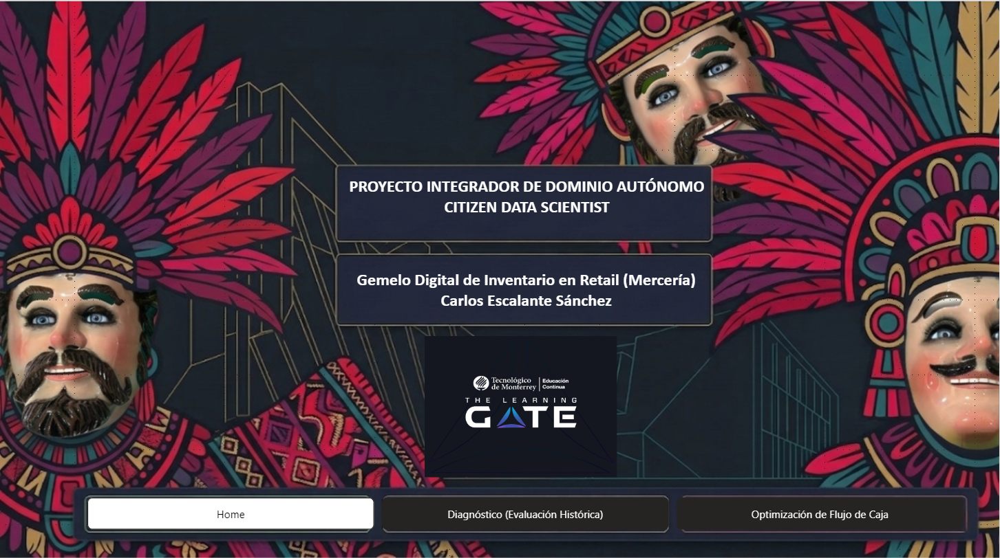 PROYECTO INTEGRADOR DE DOMINIO AUTÓNOMO
CITIZEN DATA SCIENTIST
Gemelo Digital de Inventario en Retail (Mercería)
Carlos Escalante Sánchez
Tecnológico
de Monterrey
Educación
Continua
THE LEARNING
GATE
Home
Diagnóstico (Evaluación Histórica)
Optimización de Flujo de Caja